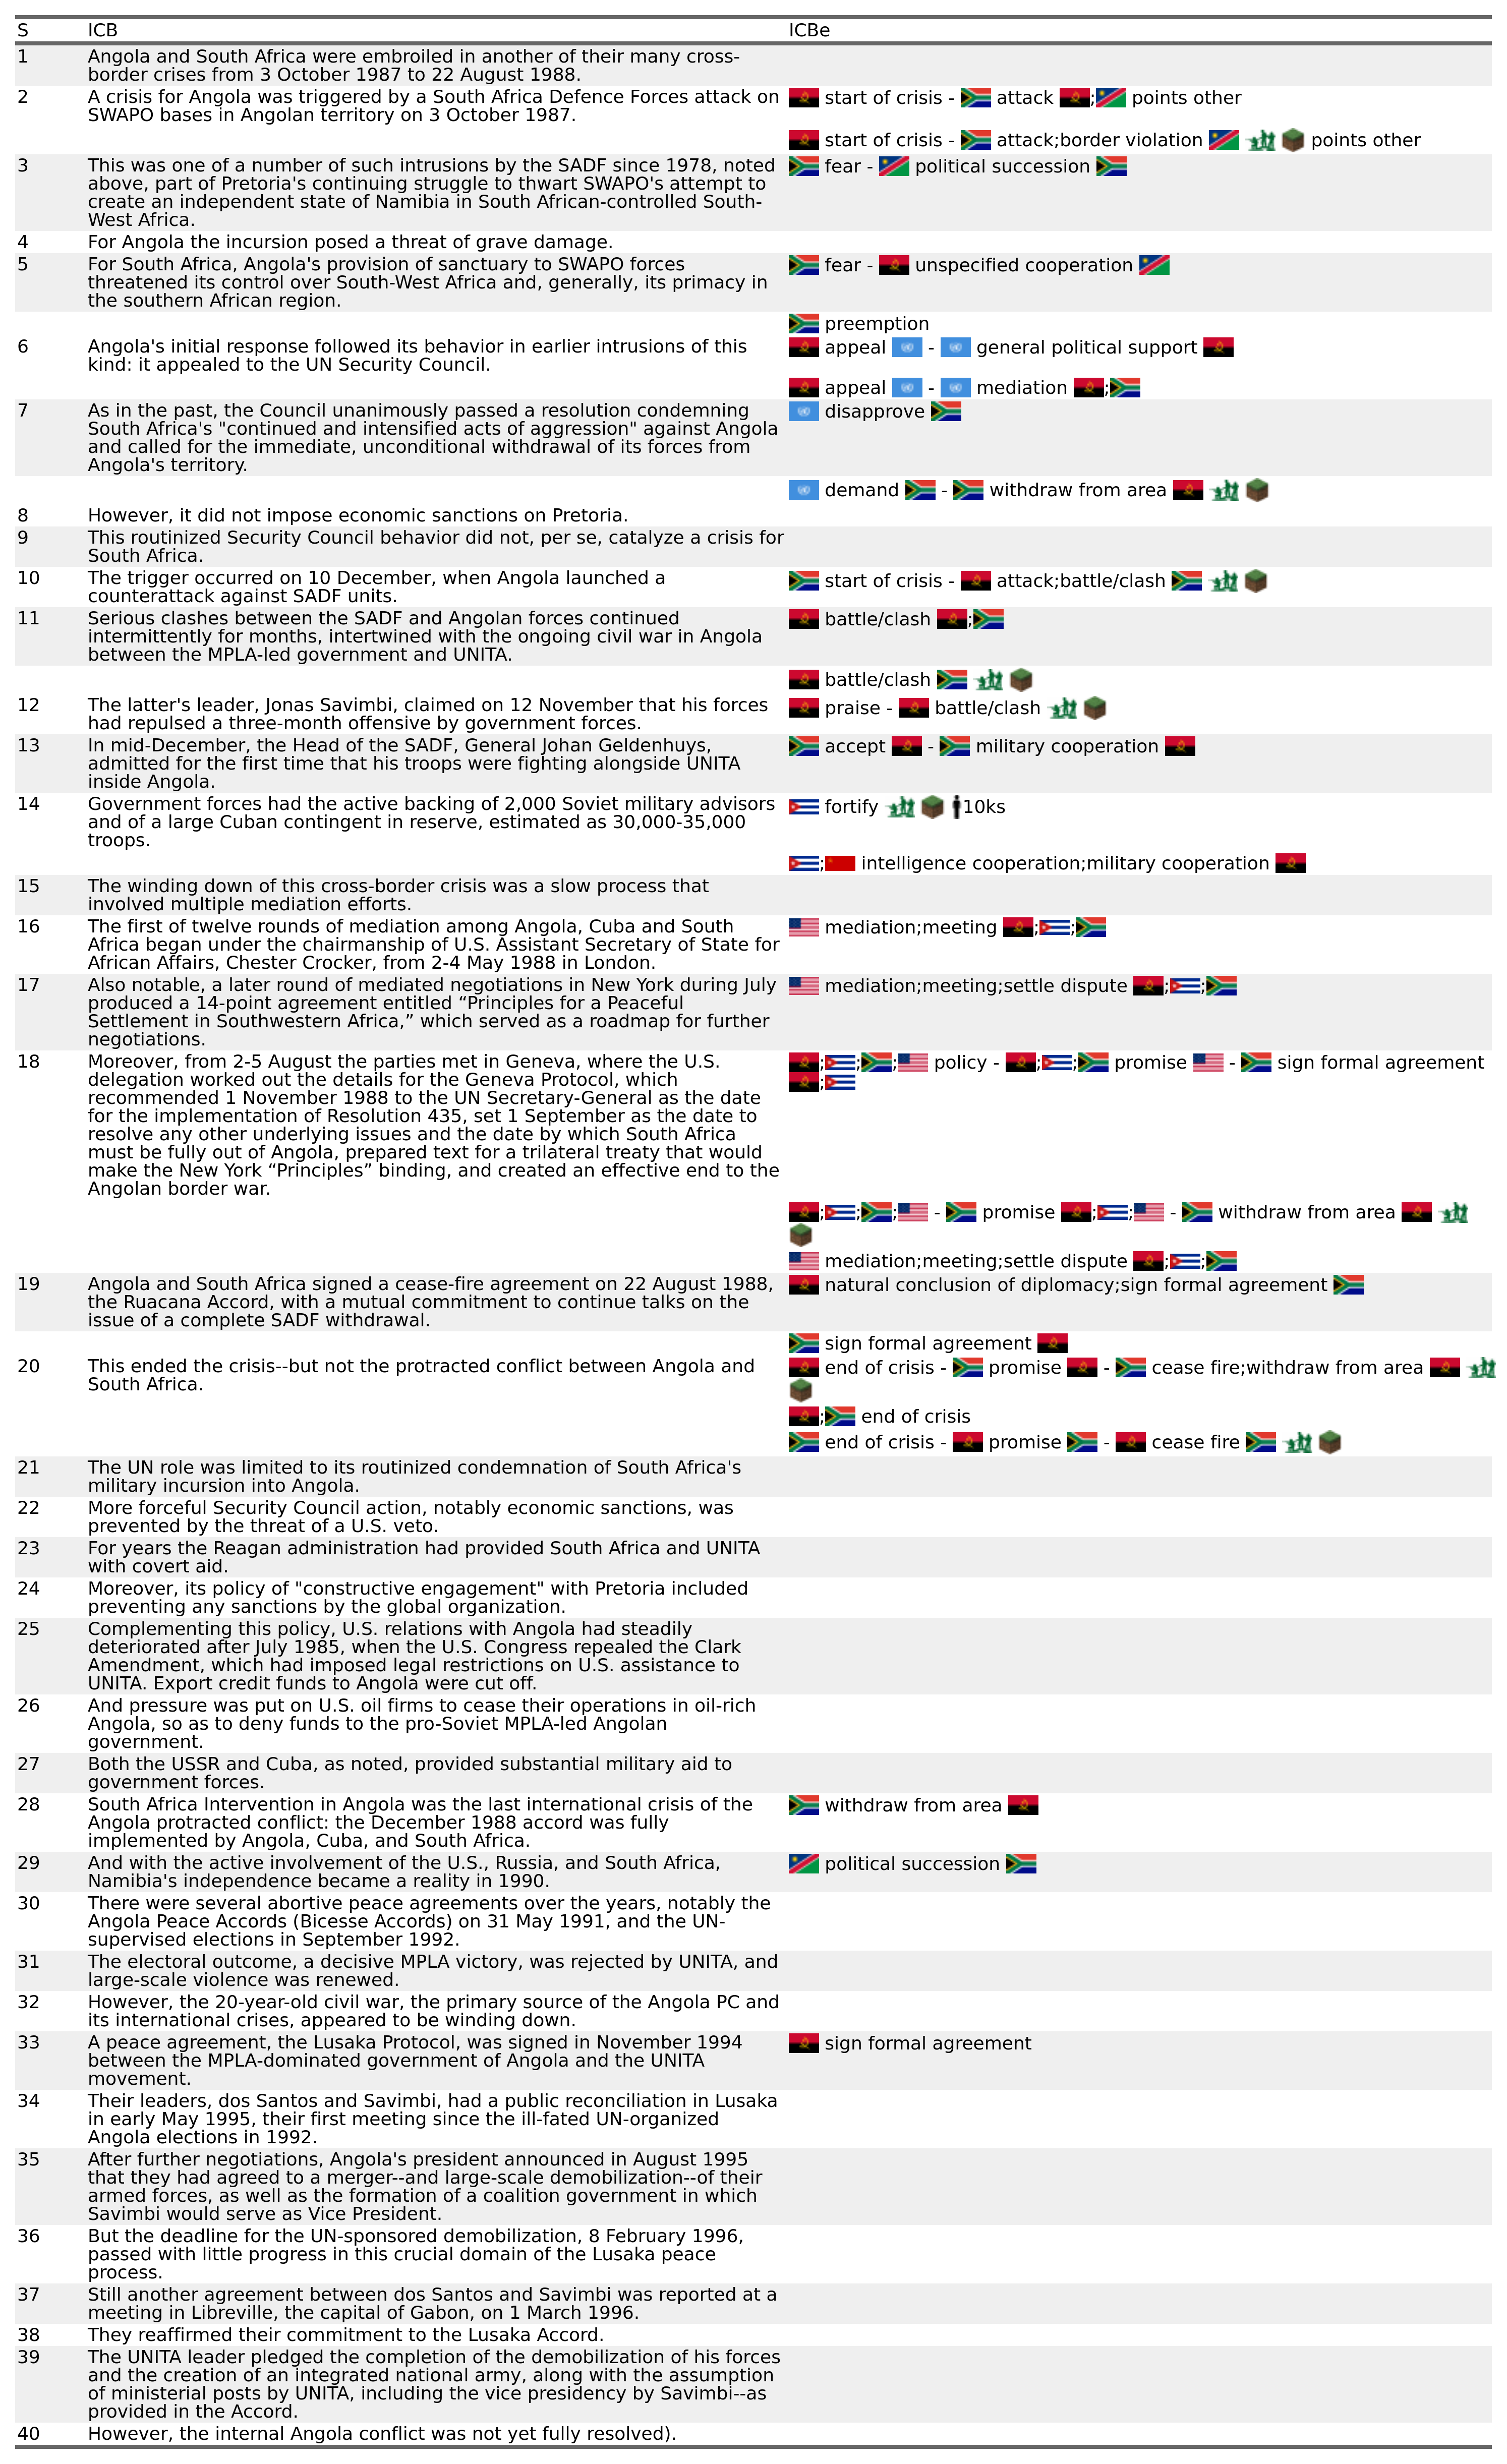 S ICB ICBe
1 Angola and South Africa were embroiled in another of their many cross-
border crises from 3 October 1987 to 22 August 1988.
2 A crisis for Angola was triggered by a South Africa Defence Forces attack on start of crisis - attack ; points other
SWAPO bases in Angolan territory on 3 October 1987.
start of crisis - attack;border violation points other
3 This was one of a number of such intrusions by the SADF since 1978, noted fear - political succession
above, part of Pretoria's continuing struggle to thwart SWAPO's attempt to
create an independent state of Namibia in South African-controlled South-
West Africa.
4 For Angola the incursion posed a threat of grave damage.
5 For South Africa, Angola's provision of sanctuary to SWAPO forces fear - unspecified cooperation
threatened its control over South-West Africa and, generally, its primacy in
the southern African region.
preemption
6 Angola's initial response followed its behavior in earlier intrusions of this appeal - general political support
kind: it appealed to the UN Security Council.
appeal - mediation ;
7 As in the past, the Council unanimously passed a resolution condemning disapprove
South Africa's "continued and intensified acts of aggression" against Angola
and called for the immediate, unconditional withdrawal of its forces from
Angola's territory.
demand - withdraw from area
8 However, it did not impose economic sanctions on Pretoria.
9 This routinized Security Council behavior did not, per se, catalyze a crisis for
South Africa.
10 The trigger occurred on 10 December, when Angola launched a start of crisis - attack;battle/clash
counterattack against SADF units.
11 Serious clashes between the SADF and Angolan forces continued battle/clash ;
intermittently for months, intertwined with the ongoing civil war in Angola
between the MPLA-led government and UNITA.
battle/clash
12 The latter's leader, Jonas Savimbi, claimed on 12 November that his forces praise - battle/clash
had repulsed a three-month offensive by government forces.
13 In mid-December, the Head of the SADF, General Johan Geldenhuys, accept - military cooperation
admitted for the first time that his troops were fighting alongside UNITA
inside Angola.
14 Government forces had the active backing of 2,000 Soviet military advisors fortify 10ks
and of a large Cuban contingent in reserve, estimated as 30,000-35,000
troops.
; intelligence cooperation;military cooperation
15 The winding down of this cross-border crisis was a slow process that
involved multiple mediation efforts.
16 The first of twelve rounds of mediation among Angola, Cuba and South mediation;meeting ; ;
Africa began under the chairmanship of U.S. Assistant Secretary of State for
African Affairs, Chester Crocker, from 2-4 May 1988 in London.
17 Also notable, a later round of mediated negotiations in New York during July mediation;meeting;settle dispute ; ;
produced a 14-point agreement entitled “Principles for a Peaceful
Settlement in Southwestern Africa,” which served as a roadmap for further
negotiations.
18 Moreover, from 2-5 August the parties met in Geneva, where the U.S. ; ; ; policy - ; ; promise - sign formal agreement
delegation worked out the details for the Geneva Protocol, which ;
recommended 1 November 1988 to the UN Secretary-General as the date
for the implementation of Resolution 435, set 1 September as the date to
resolve any other underlying issues and the date by which South Africa
must be fully out of Angola, prepared text for a trilateral treaty that would
make the New York “Principles” binding, and created an effective end to the
Angolan border war.
; ; ; - promise ; ; - withdraw from area
mediation;meeting;settle dispute ; ;
19 Angola and South Africa signed a cease-fire agreement on 22 August 1988, natural conclusion of diplomacy;sign formal agreement
the Ruacana Accord, with a mutual commitment to continue talks on the
issue of a complete SADF withdrawal.
sign formal agreement
20 This ended the crisis--but not the protracted conflict between Angola and end of crisis - promise - cease fire;withdraw from area
South Africa.
; end of crisis
end of crisis - promise - cease fire
21 The UN role was limited to its routinized condemnation of South Africa's
military incursion into Angola.
22 More forceful Security Council action, notably economic sanctions, was
prevented by the threat of a U.S. veto.
23 For years the Reagan administration had provided South Africa and UNITA
with covert aid.
24 Moreover, its policy of "constructive engagement" with Pretoria included
preventing any sanctions by the global organization.
25 Complementing this policy, U.S. relations with Angola had steadily
deteriorated after July 1985, when the U.S. Congress repealed the Clark
Amendment, which had imposed legal restrictions on U.S. assistance to
UNITA. Export credit funds to Angola were cut off.
26 And pressure was put on U.S. oil firms to cease their operations in oil-rich
Angola, so as to deny funds to the pro-Soviet MPLA-led Angolan
government.
27 Both the USSR and Cuba, as noted, provided substantial military aid to
government forces.
28 South Africa Intervention in Angola was the last international crisis of the withdraw from area
Angola protracted conflict: the December 1988 accord was fully
implemented by Angola, Cuba, and South Africa.
29 And with the active involvement of the U.S., Russia, and South Africa, political succession
Namibia's independence became a reality in 1990.
30 There were several abortive peace agreements over the years, notably the
Angola Peace Accords (Bicesse Accords) on 31 May 1991, and the UN-
supervised elections in September 1992.
31 The electoral outcome, a decisive MPLA victory, was rejected by UNITA, and
large-scale violence was renewed.
32 However, the 20-year-old civil war, the primary source of the Angola PC and
its international crises, appeared to be winding down.
33 A peace agreement, the Lusaka Protocol, was signed in November 1994 sign formal agreement
between the MPLA-dominated government of Angola and the UNITA
movement.
34 Their leaders, dos Santos and Savimbi, had a public reconciliation in Lusaka
in early May 1995, their first meeting since the ill-fated UN-organized
Angola elections in 1992.
35 After further negotiations, Angola's president announced in August 1995
that they had agreed to a merger--and large-scale demobilization--of their
armed forces, as well as the formation of a coalition government in which
Savimbi would serve as Vice President.
36 But the deadline for the UN-sponsored demobilization, 8 February 1996,
passed with little progress in this crucial domain of the Lusaka peace
process.
37 Still another agreement between dos Santos and Savimbi was reported at a
meeting in Libreville, the capital of Gabon, on 1 March 1996.
38 They reaffirmed their commitment to the Lusaka Accord.
39 The UNITA leader pledged the completion of the demobilization of his forces
and the creation of an integrated national army, along with the assumption
of ministerial posts by UNITA, including the vice presidency by Savimbi--as
provided in the Accord.
40 However, the internal Angola conflict was not yet fully resolved).